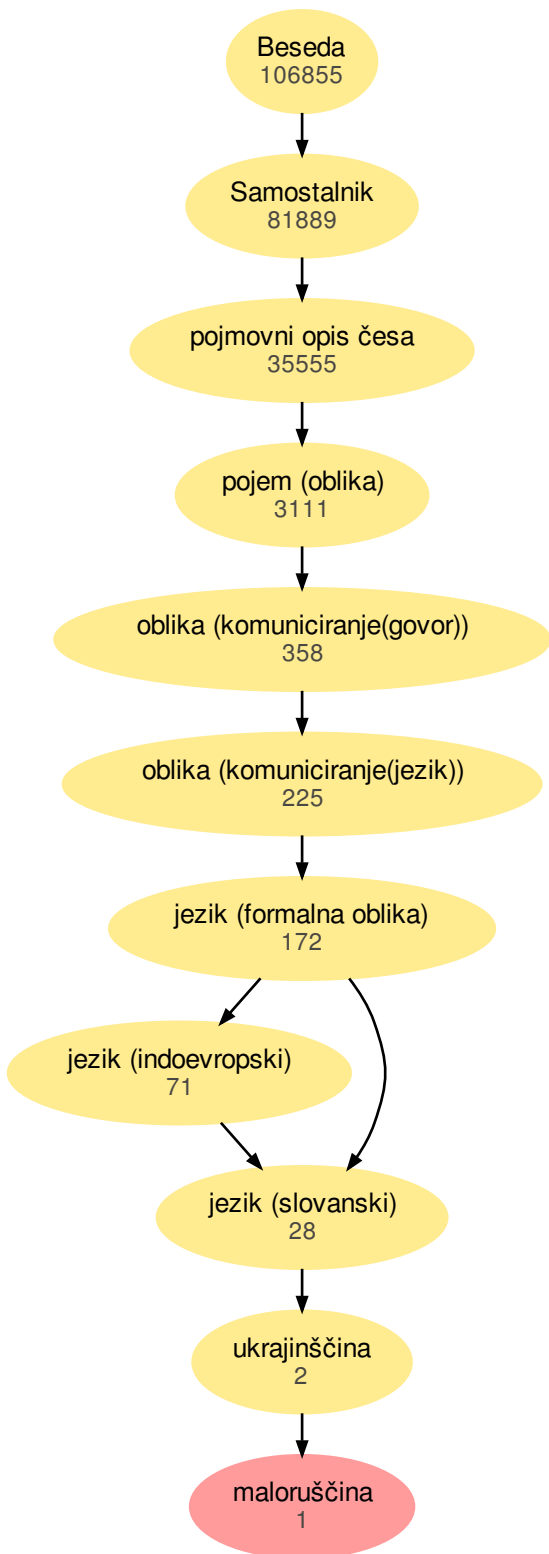 Beseda
106855
Samostalnik
81889
pojmovni opis česa
35555
pojem (oblika)
3111
oblika (komuniciranje(govor))
358
oblika (komuniciranje(jezik))
225
jezik (formalna oblika)
172
jezik (indoevropski)
71
jezik (slovanski)
28
ukrajinščina
2
maloruščina
1